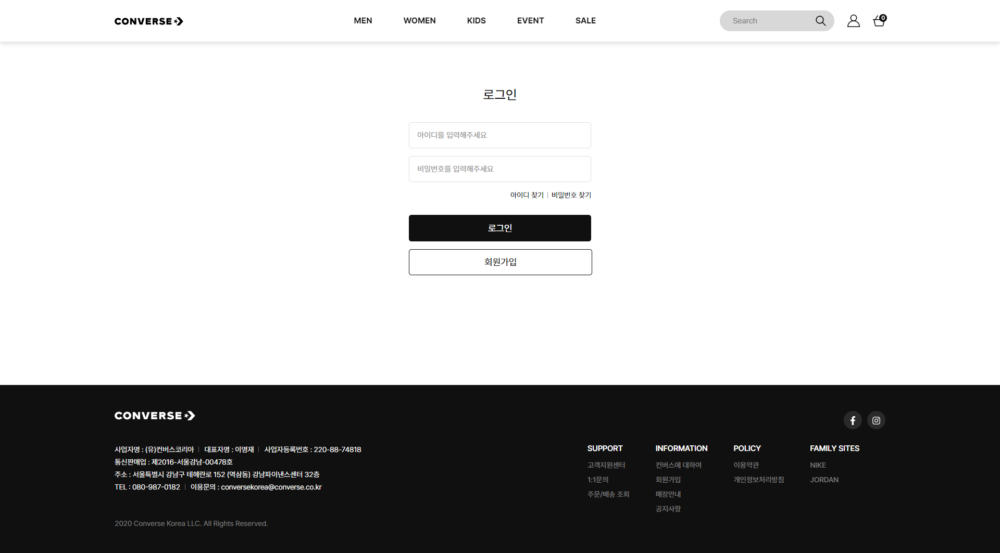 CONVERSE
MEN WOMEN KIDS EVENT SALE
Search
0
로그인
아이디를 입력해주세요
비밀번호를 입력해주세요
아이디 찾기 | 비밀번호 찾기
로그인
회원가입
CONVERSE
사업자명 : (유)컨버스코리아 | 대표자명 : 이명재 | 사업자등록번호 : 220-88-74818
통신판매업 : 제2016-서울강남-00478호
주소 : 서울특별시 강남구 테헤란로 152 (역삼동) 강남파이낸스센터 32층
TEL : 080-987-0182 | 이용문의 : conversekorea@converse.co.kr
2020 Converse Korea LLC. All Rights Reserved.
SUPPORT
고객지원센터
1:1문의
주문/배송 조회
INFORMATION
컨버스에 대하여
회원가입
매장안내
공지사항
POLICY
이용약관
개인정보처리방침
FAMILY SITES
NIKE
JORDAN